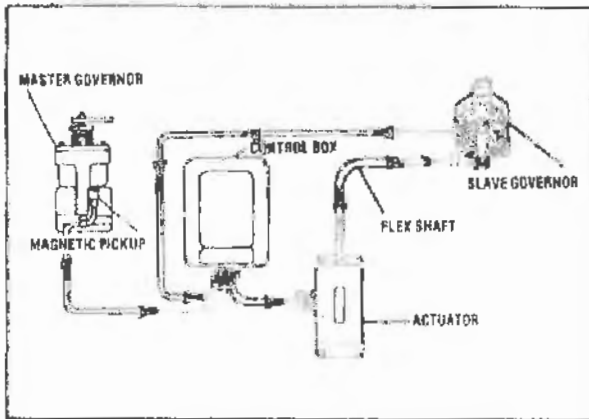 MASTER GOVERNOR
CONTROL BOX
SLAVE GOVERNOR
FLEX SHAFT
MAGNETIC PICKUP
ACTUATOR